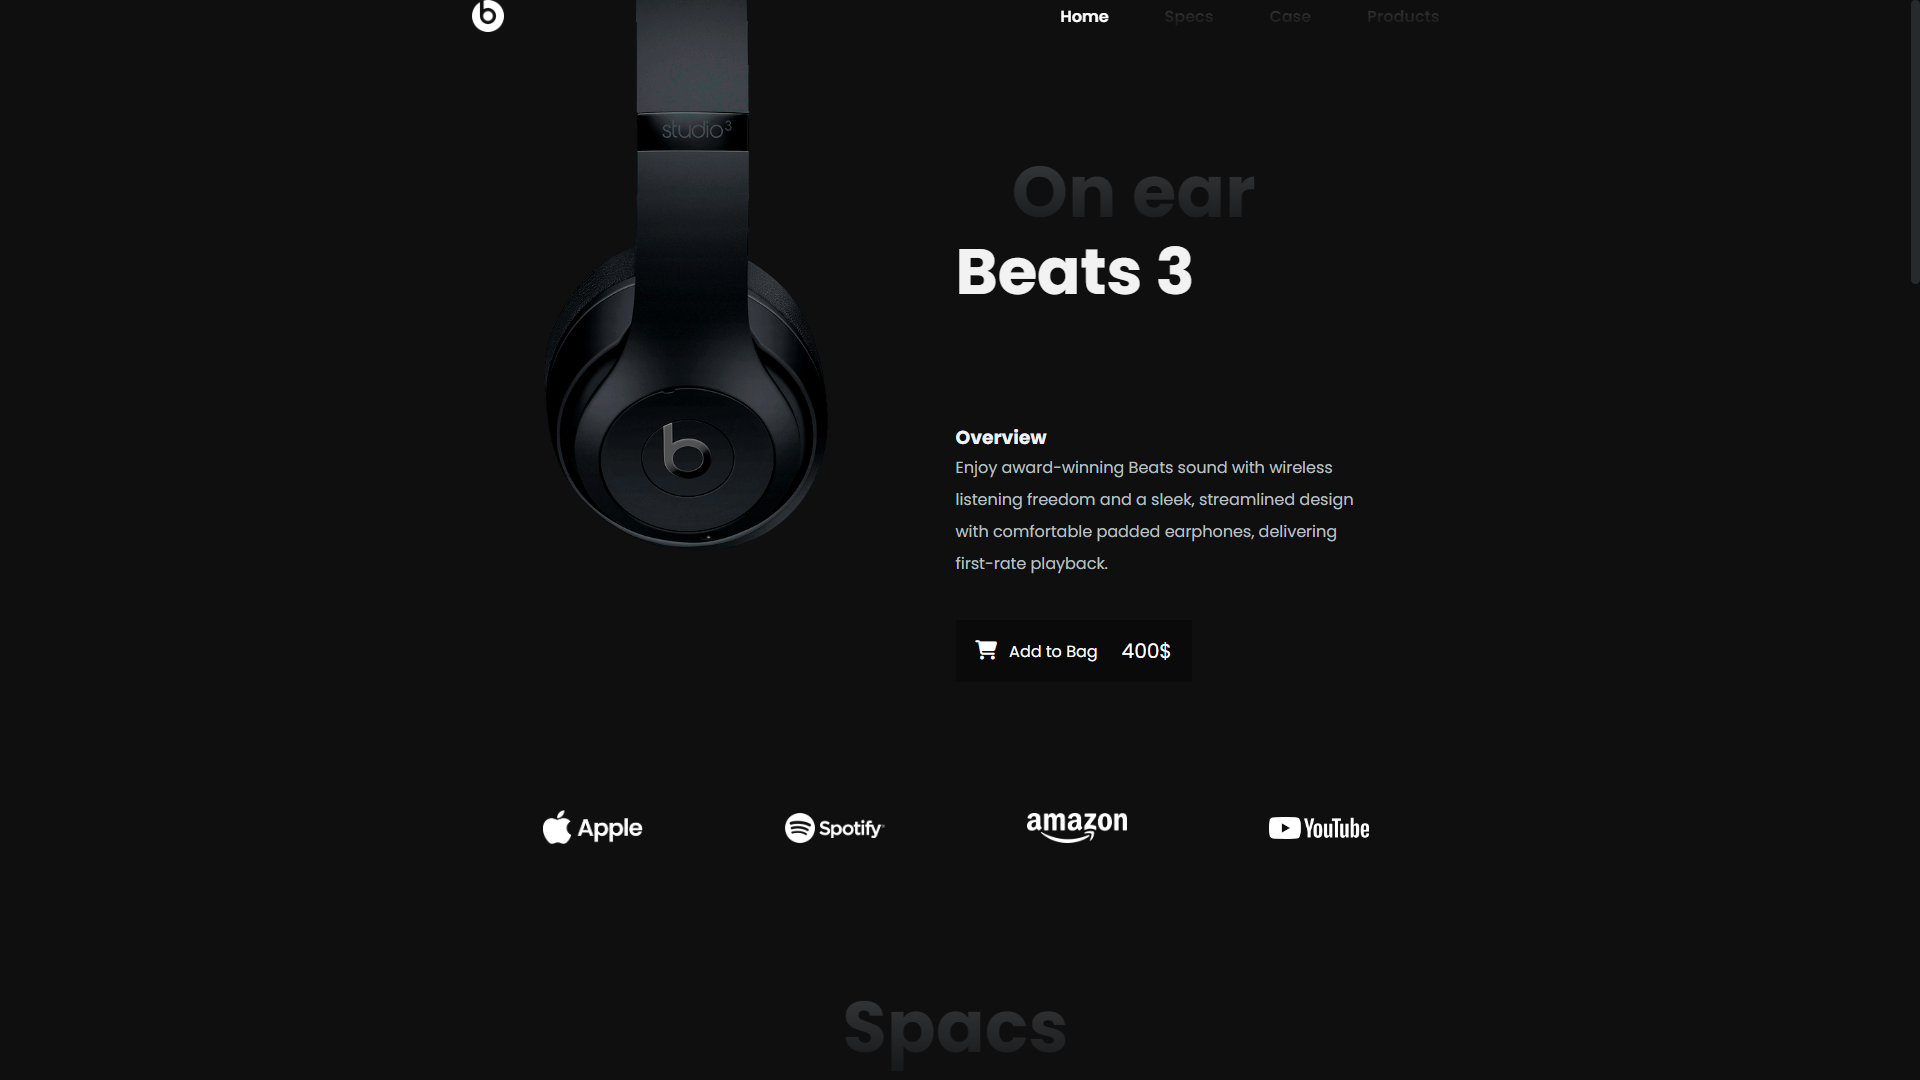 Home Specs Case Products
studio3
On ear
Beats 3
Overview
Enjoy award-winning Beats sound with wireless
listening freedom and a sleek, streamlined design
with comfortable padded earphones, delivering
first-rate playback.
Add to Bag 400$
Apple Spotify amazon YouTube
Spacs